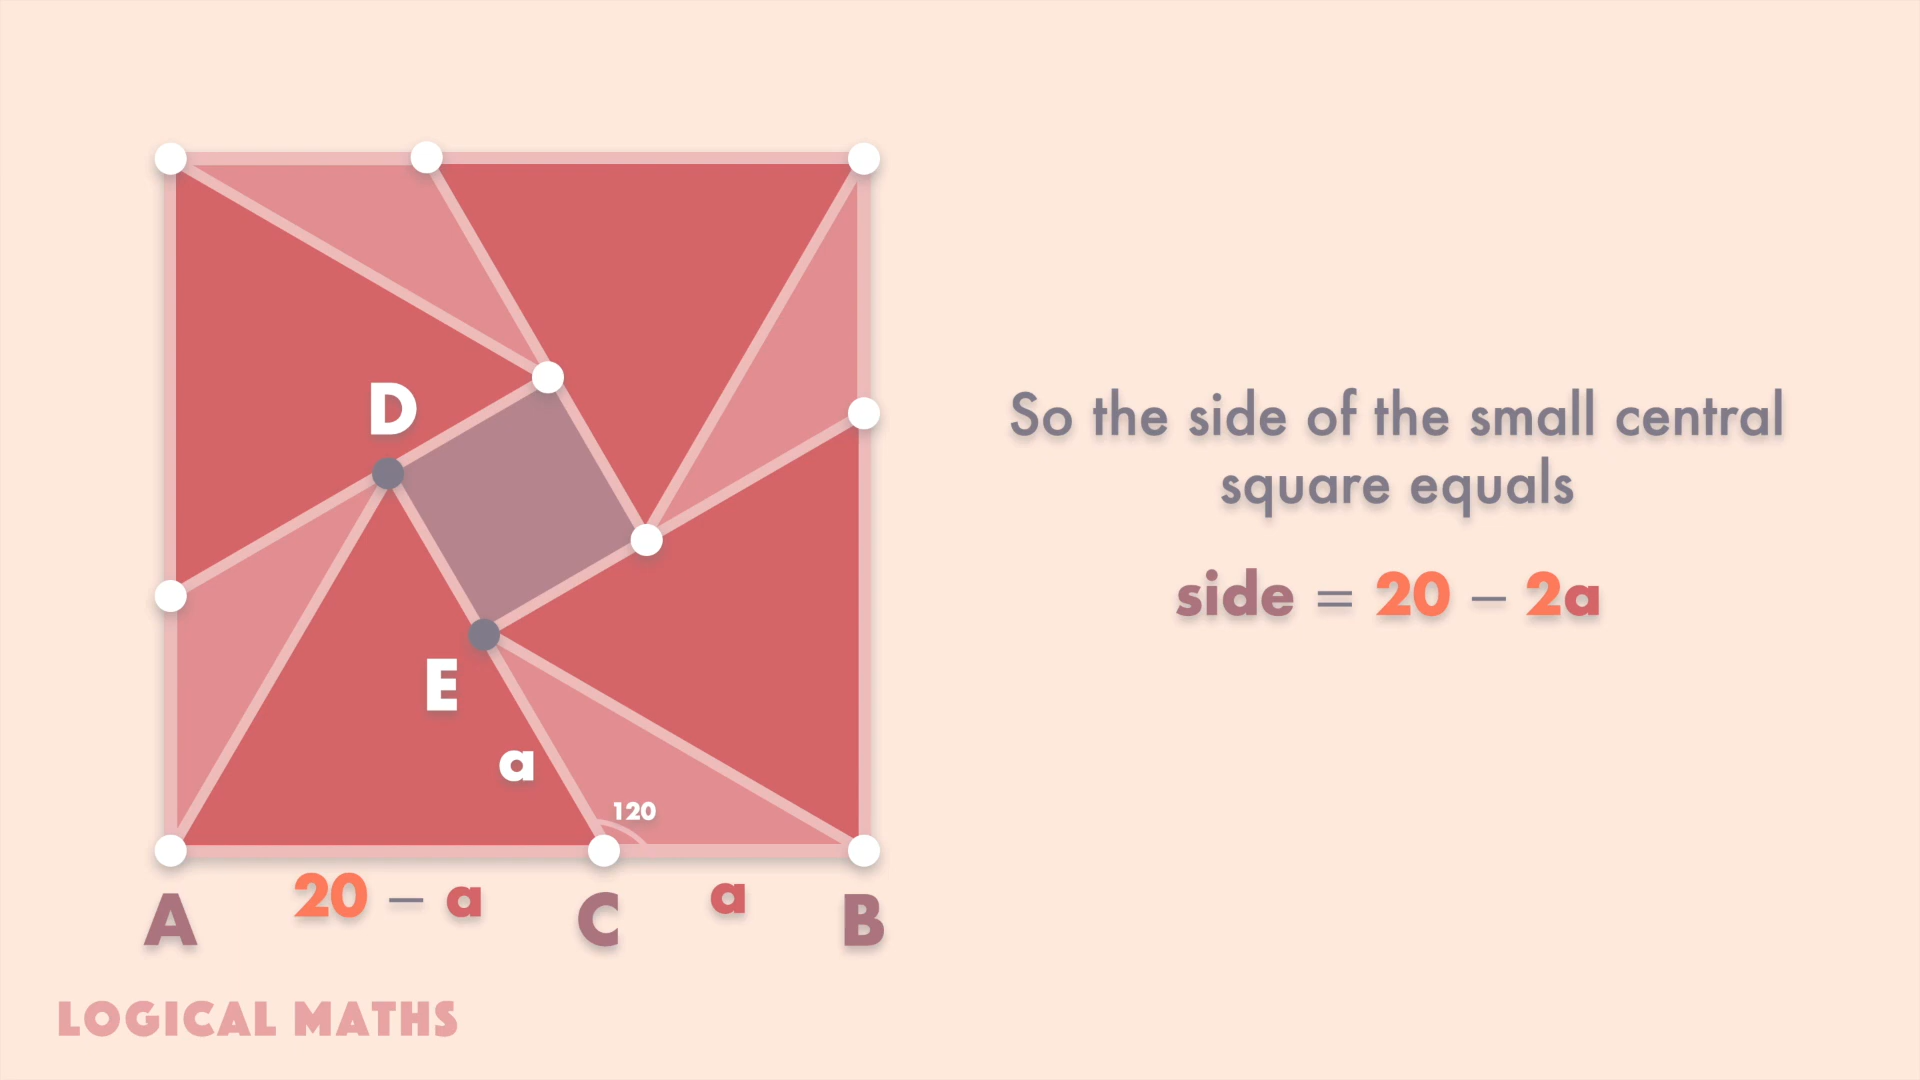 So the side of the small central
square equals
side = 20 – 2a
D
E
a
120
20 – a
a
A
C
B
LOGICAL MATHS